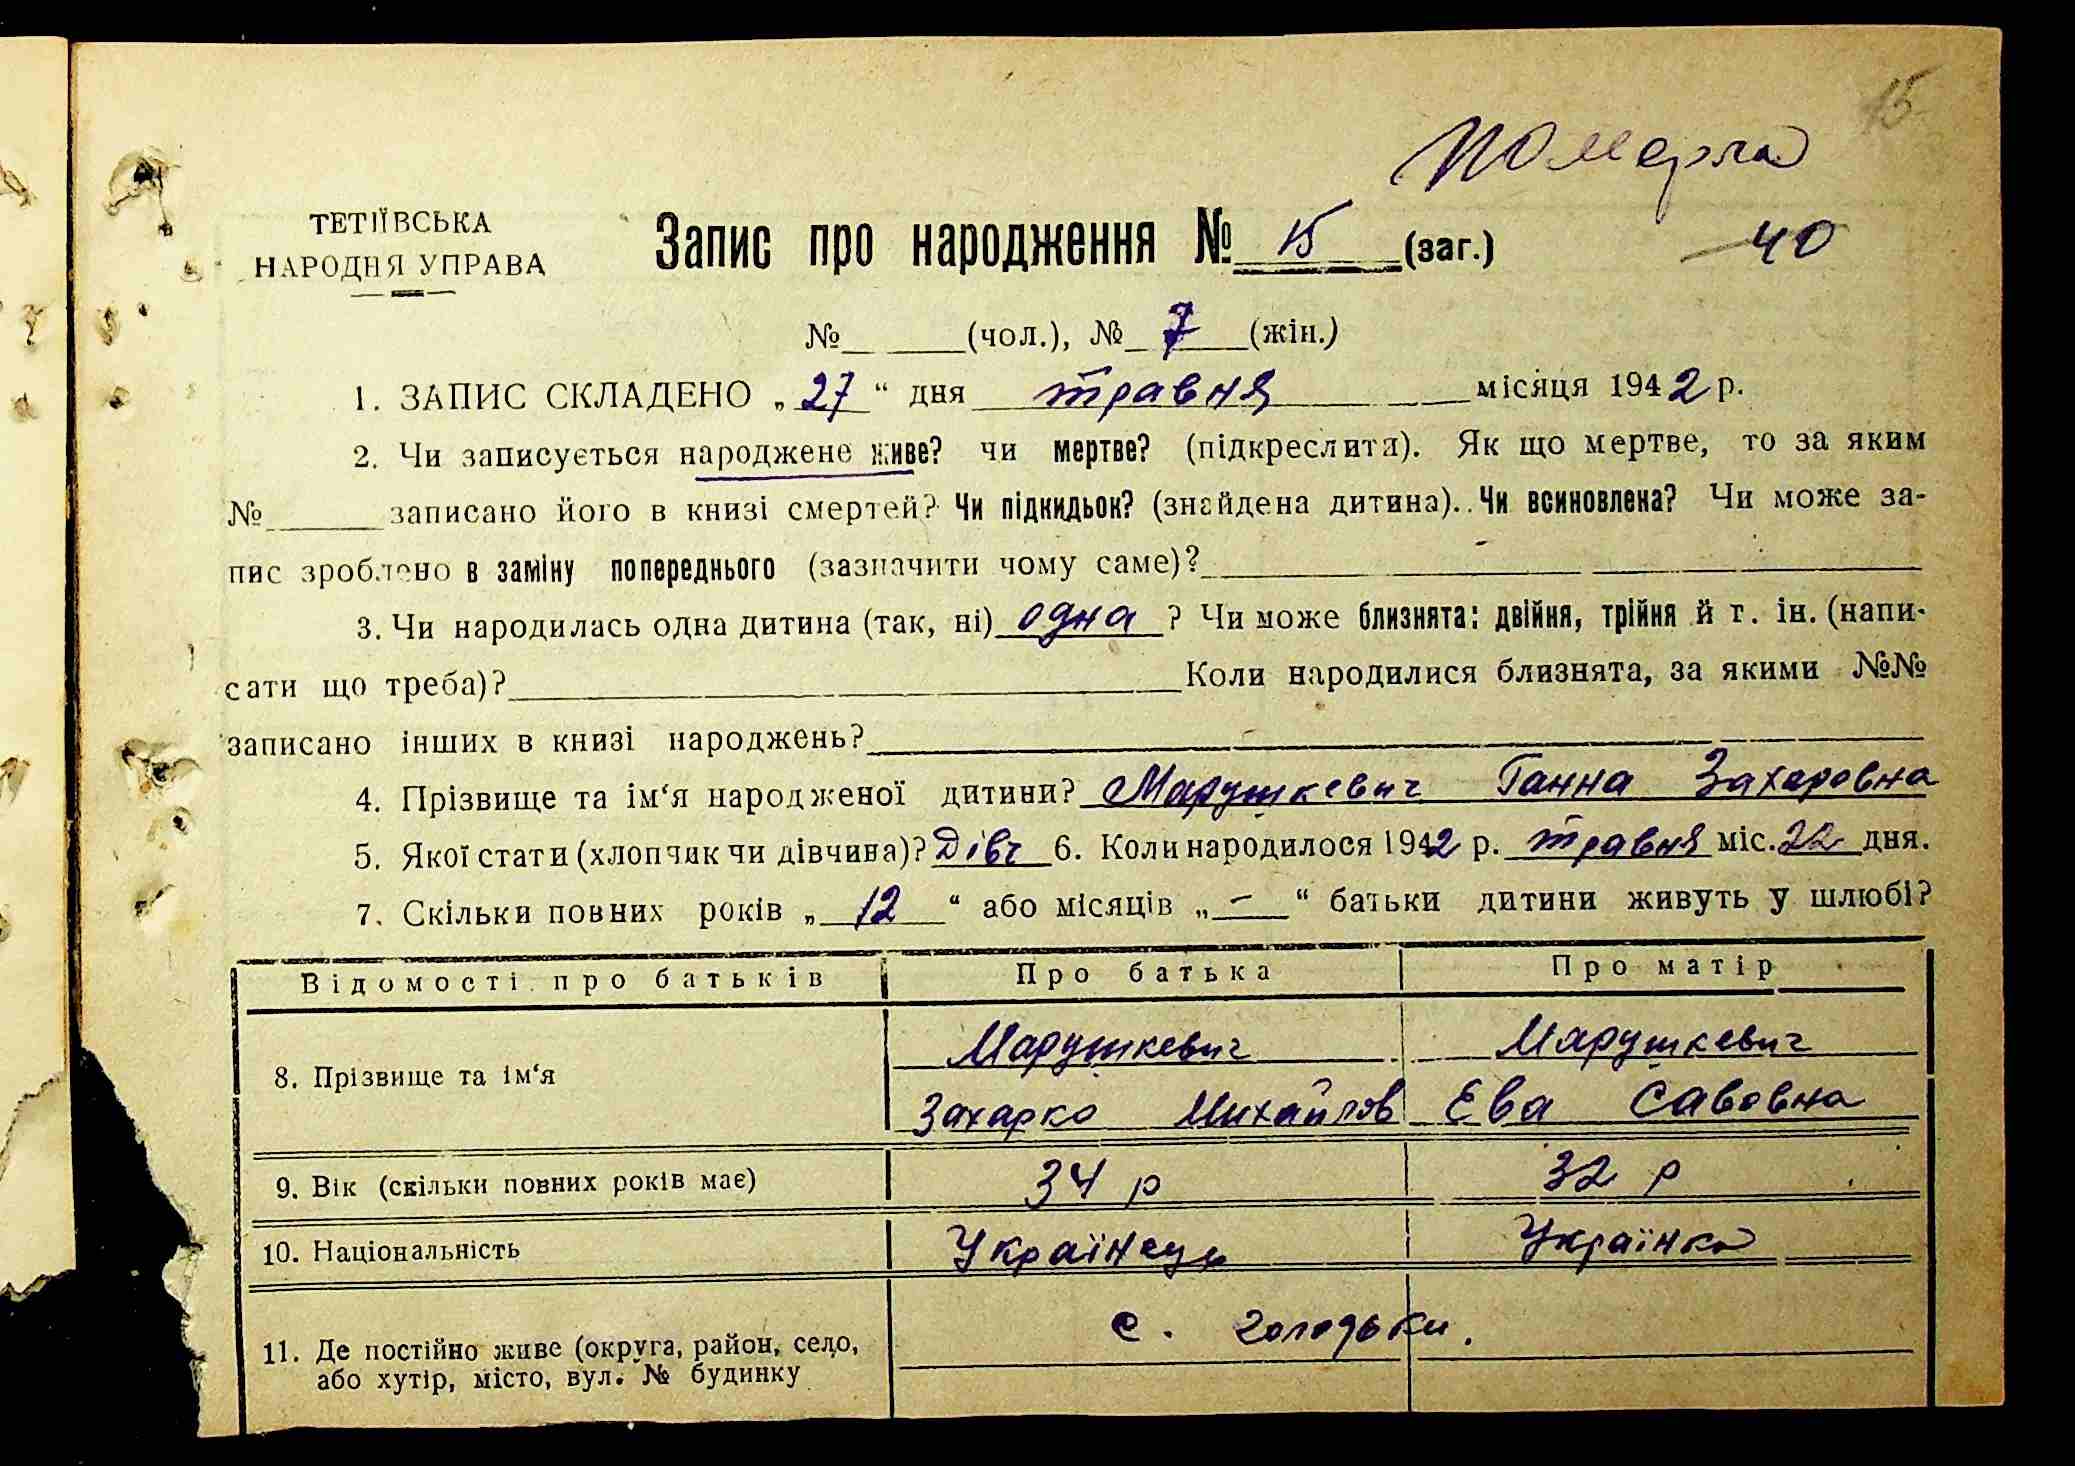 15
померла
ТЕТІЇВСЬКА
НАРОДНЯ УПРАВА
Запис про народження № 15 (заг.)
40
№ (чол.), № 7 (жін.)
1. ЗАПИС СКЛАДЕНО „27“ дня травня місяця 1942 р.
2. Чи записується народжене живе? чи мертве? (підкреслита). Як що мертве, то за яким
№ записано його в книзі смертей? Чи підкидьок? (знайдена дитина). Чи всиновлена? Чи може за-
пис зроблено в заміну попереднього (зазначити чому саме)?
3. Чи народилась одна дитина (так, ні) одна ? Чи може близнята: двійня, трійня й т. ін. (напи-
сати що треба)? Коли народилися близнята, за якими №№
записано інших в книзі народжень?
4. Прізвище та ім‘я народженої дитини? Марушкевич Ганна Захаровна
5. Якої стати (хлопчик чи дівчина)? Дівч 6. Коли народилося 1942 р. травня міс. 22 дня.
7. Скільки повних років „12“ або місяців „-“ батьки дитини живуть у шлюбі?
Відомості про батьків Про батька Про матір
8. Прізвище та ім‘я Марушкевич Марушкевич
Захарко Михайлов Ева Савовна
9. Вік (скільки повних років має) 34 р 32 р
10. Національність Українець Українка
11. Де постійно живе (округа, район, село, с. Голодьки.
або хутір, місто, вул. № будинку